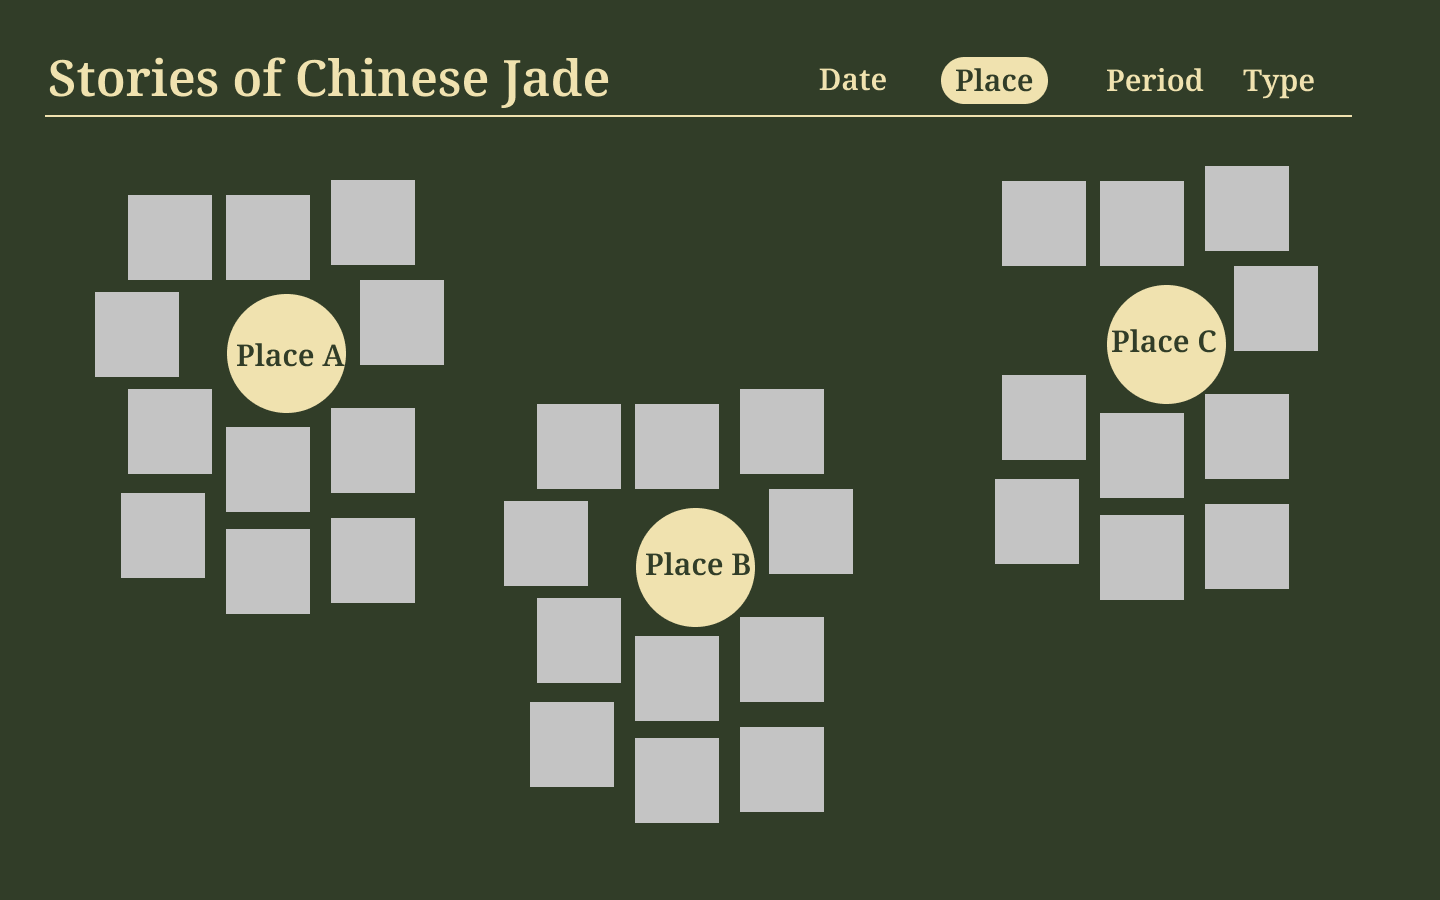 Stories of Chinese Jade
Date Place Period Type
Place A
Place B
Place C